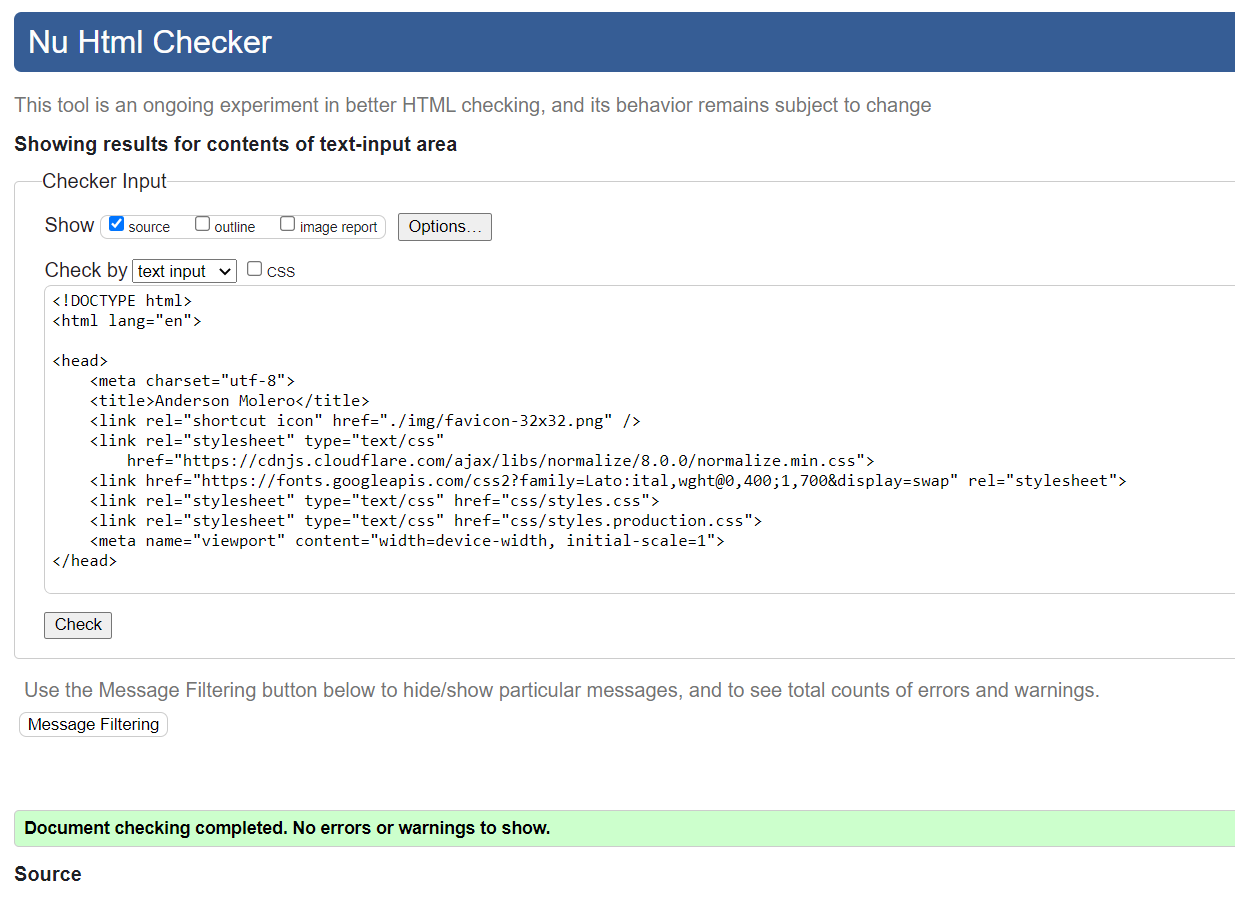 Nu Html Checker
This tool is an ongoing experiment in better HTML checking, and its behavior remains subject to change
Showing results for contents of text-input area
Checker Input
Show source outline image report Options...
Check by text input CSS
<!DOCTYPE html>
<html lang="en">
<head>
<meta charset="utf-8">
<title>Anderson Molero</title>
<link rel="shortcut icon" href="./img/favicon-32x32.png" />
<link rel="stylesheet" type="text/css"
href="https://cdnjs.cloudflare.com/ajax/libs/normalize/8.0.0/normalize.min.css">
<link href="https://fonts.googleapis.com/css2?family=Lato:ital,wght@0,400;1,700&display=swap" rel="stylesheet">
<link rel="stylesheet" type="text/css" href="css/styles.css">
<link rel="stylesheet" type="text/css" href="css/styles.production.css">
<meta name="viewport" content="width=device-width, initial-scale=1">
</head>
Check
Use the Message Filtering button below to hide/show particular messages, and to see total counts of errors and warnings.
Message Filtering
Document checking completed. No errors or warnings to show.
Source